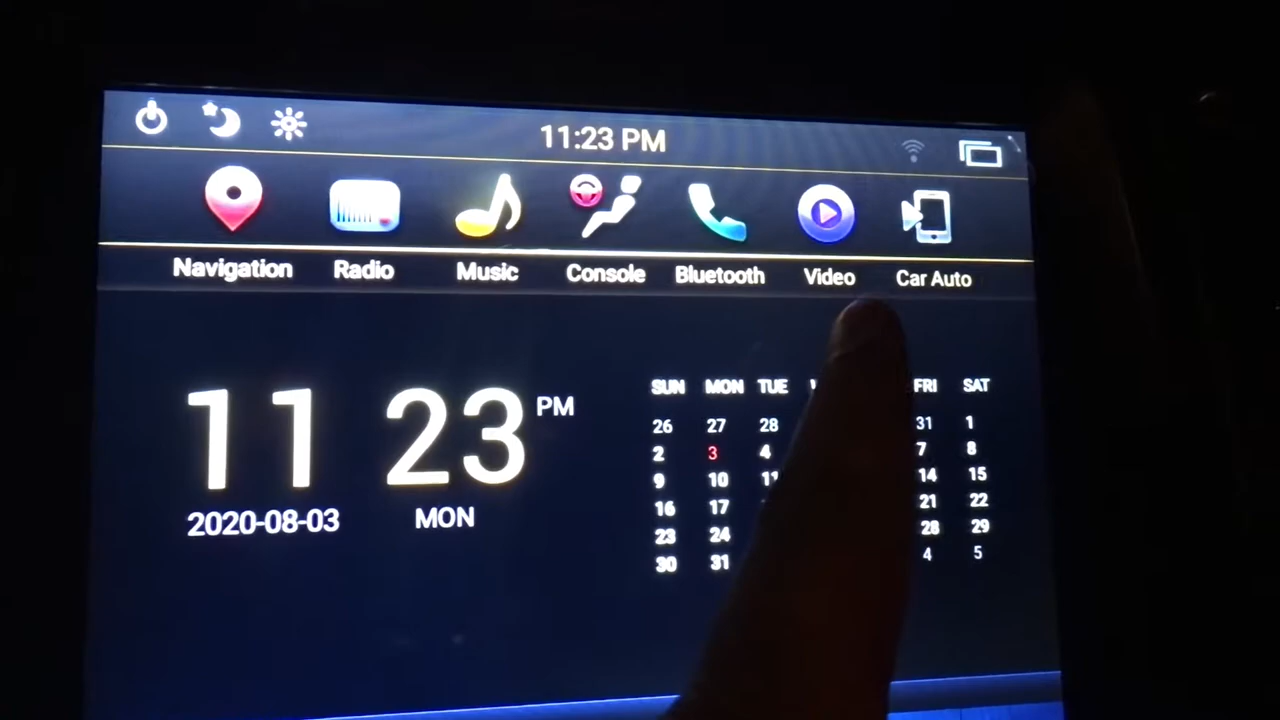 11:23 PM
Navigation Radio Music Console Bluetooth Video Car Auto
11 23 PM
2020-08-03 MON
SUN MON TUE FRI SAT
26 27 28 31 1
2 3 4 7 8
9 10 11 14 15
16 17 21 22
23 24 28 29
30 31 4 5